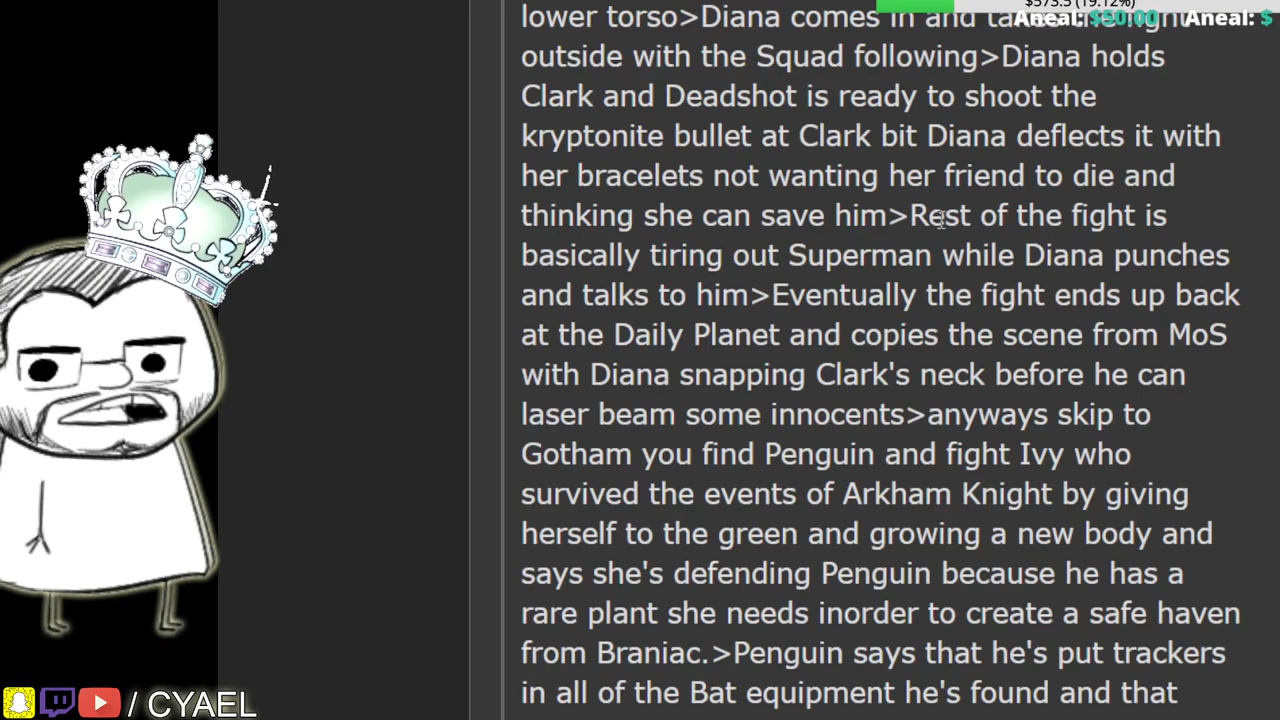 $573.5 (19.12%)
Aneal: $50.00 Aneal: $
lower torso>Diana comes in and
outside with the Squad following>Diana holds
Clark and Deadshot is ready to shoot the
kryptonite bullet at Clark bit Diana deflects it with
her bracelets not wanting her friend to die and
thinking she can save him>Rest of the fight is
basically tiring out Superman while Diana punches
and talks to him>Eventually the fight ends up back
at the Daily Planet and copies the scene from MoS
with Diana snapping Clark's neck before he can
laser beam some innocents>anyways skip to
Gotham you find Penguin and fight Ivy who
survived the events of Arkham Knight by giving
herself to the green and growing a new body and
says she's defending Penguin because he has a
rare plant she needs inorder to create a safe haven
from Braniac.>Penguin says that he's put trackers
in all of the Bat equipment he's found and that
/ CYAEL